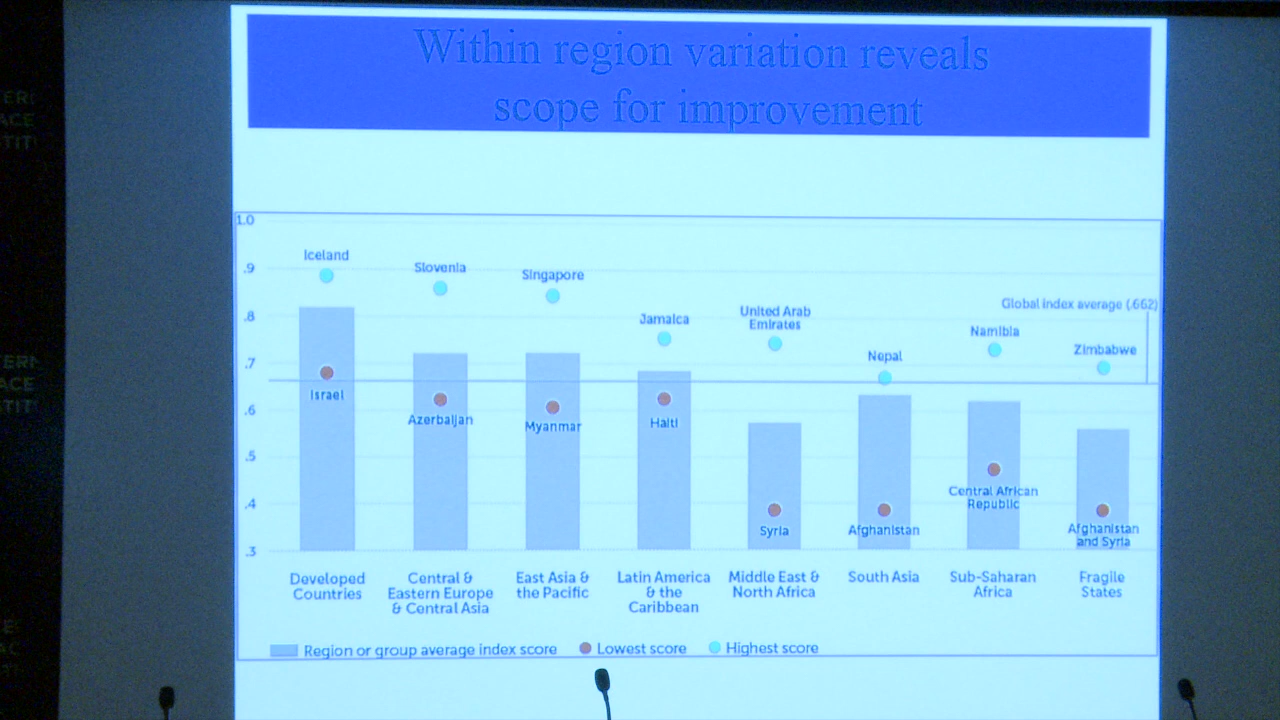 Within region variation reveals
scope for improvement
1.0
.9
.8
.7
.6
.5
.4
.3
Iceland
Slovenia
Singapore
Jamaica
United Arab
Emirates
Nepal
Namibia
Zimbabwe
Global index average (.662)
Israel
Azerbaijan
Myanmar
Haiti
Syria
Afghanistan
Central African
Republic
Afghanistan
and Syria
Developed
Countries
Central &
Eastern Europe
& Central Asia
East Asia &
the Pacific
Latin America
& the
Caribbean
Middle East &
North Africa
South Asia
Sub-Saharan
Africa
Fragile
States
Region or group average index score
Lowest score
Highest score